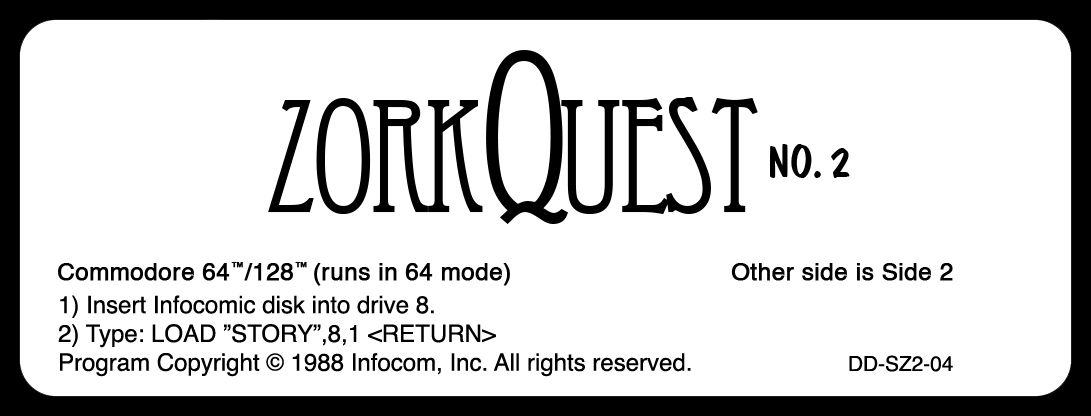 ZORKQUEST NO. 2
Commodore 64™/128™ (runs in 64 mode) Other side is Side 2
1) Insert Infocomic disk into drive 8.
2) Type: LOAD ”STORY”,8,1 <RETURN>
Program Copyright © 1988 Infocom, Inc. All rights reserved. DD-SZ2-04